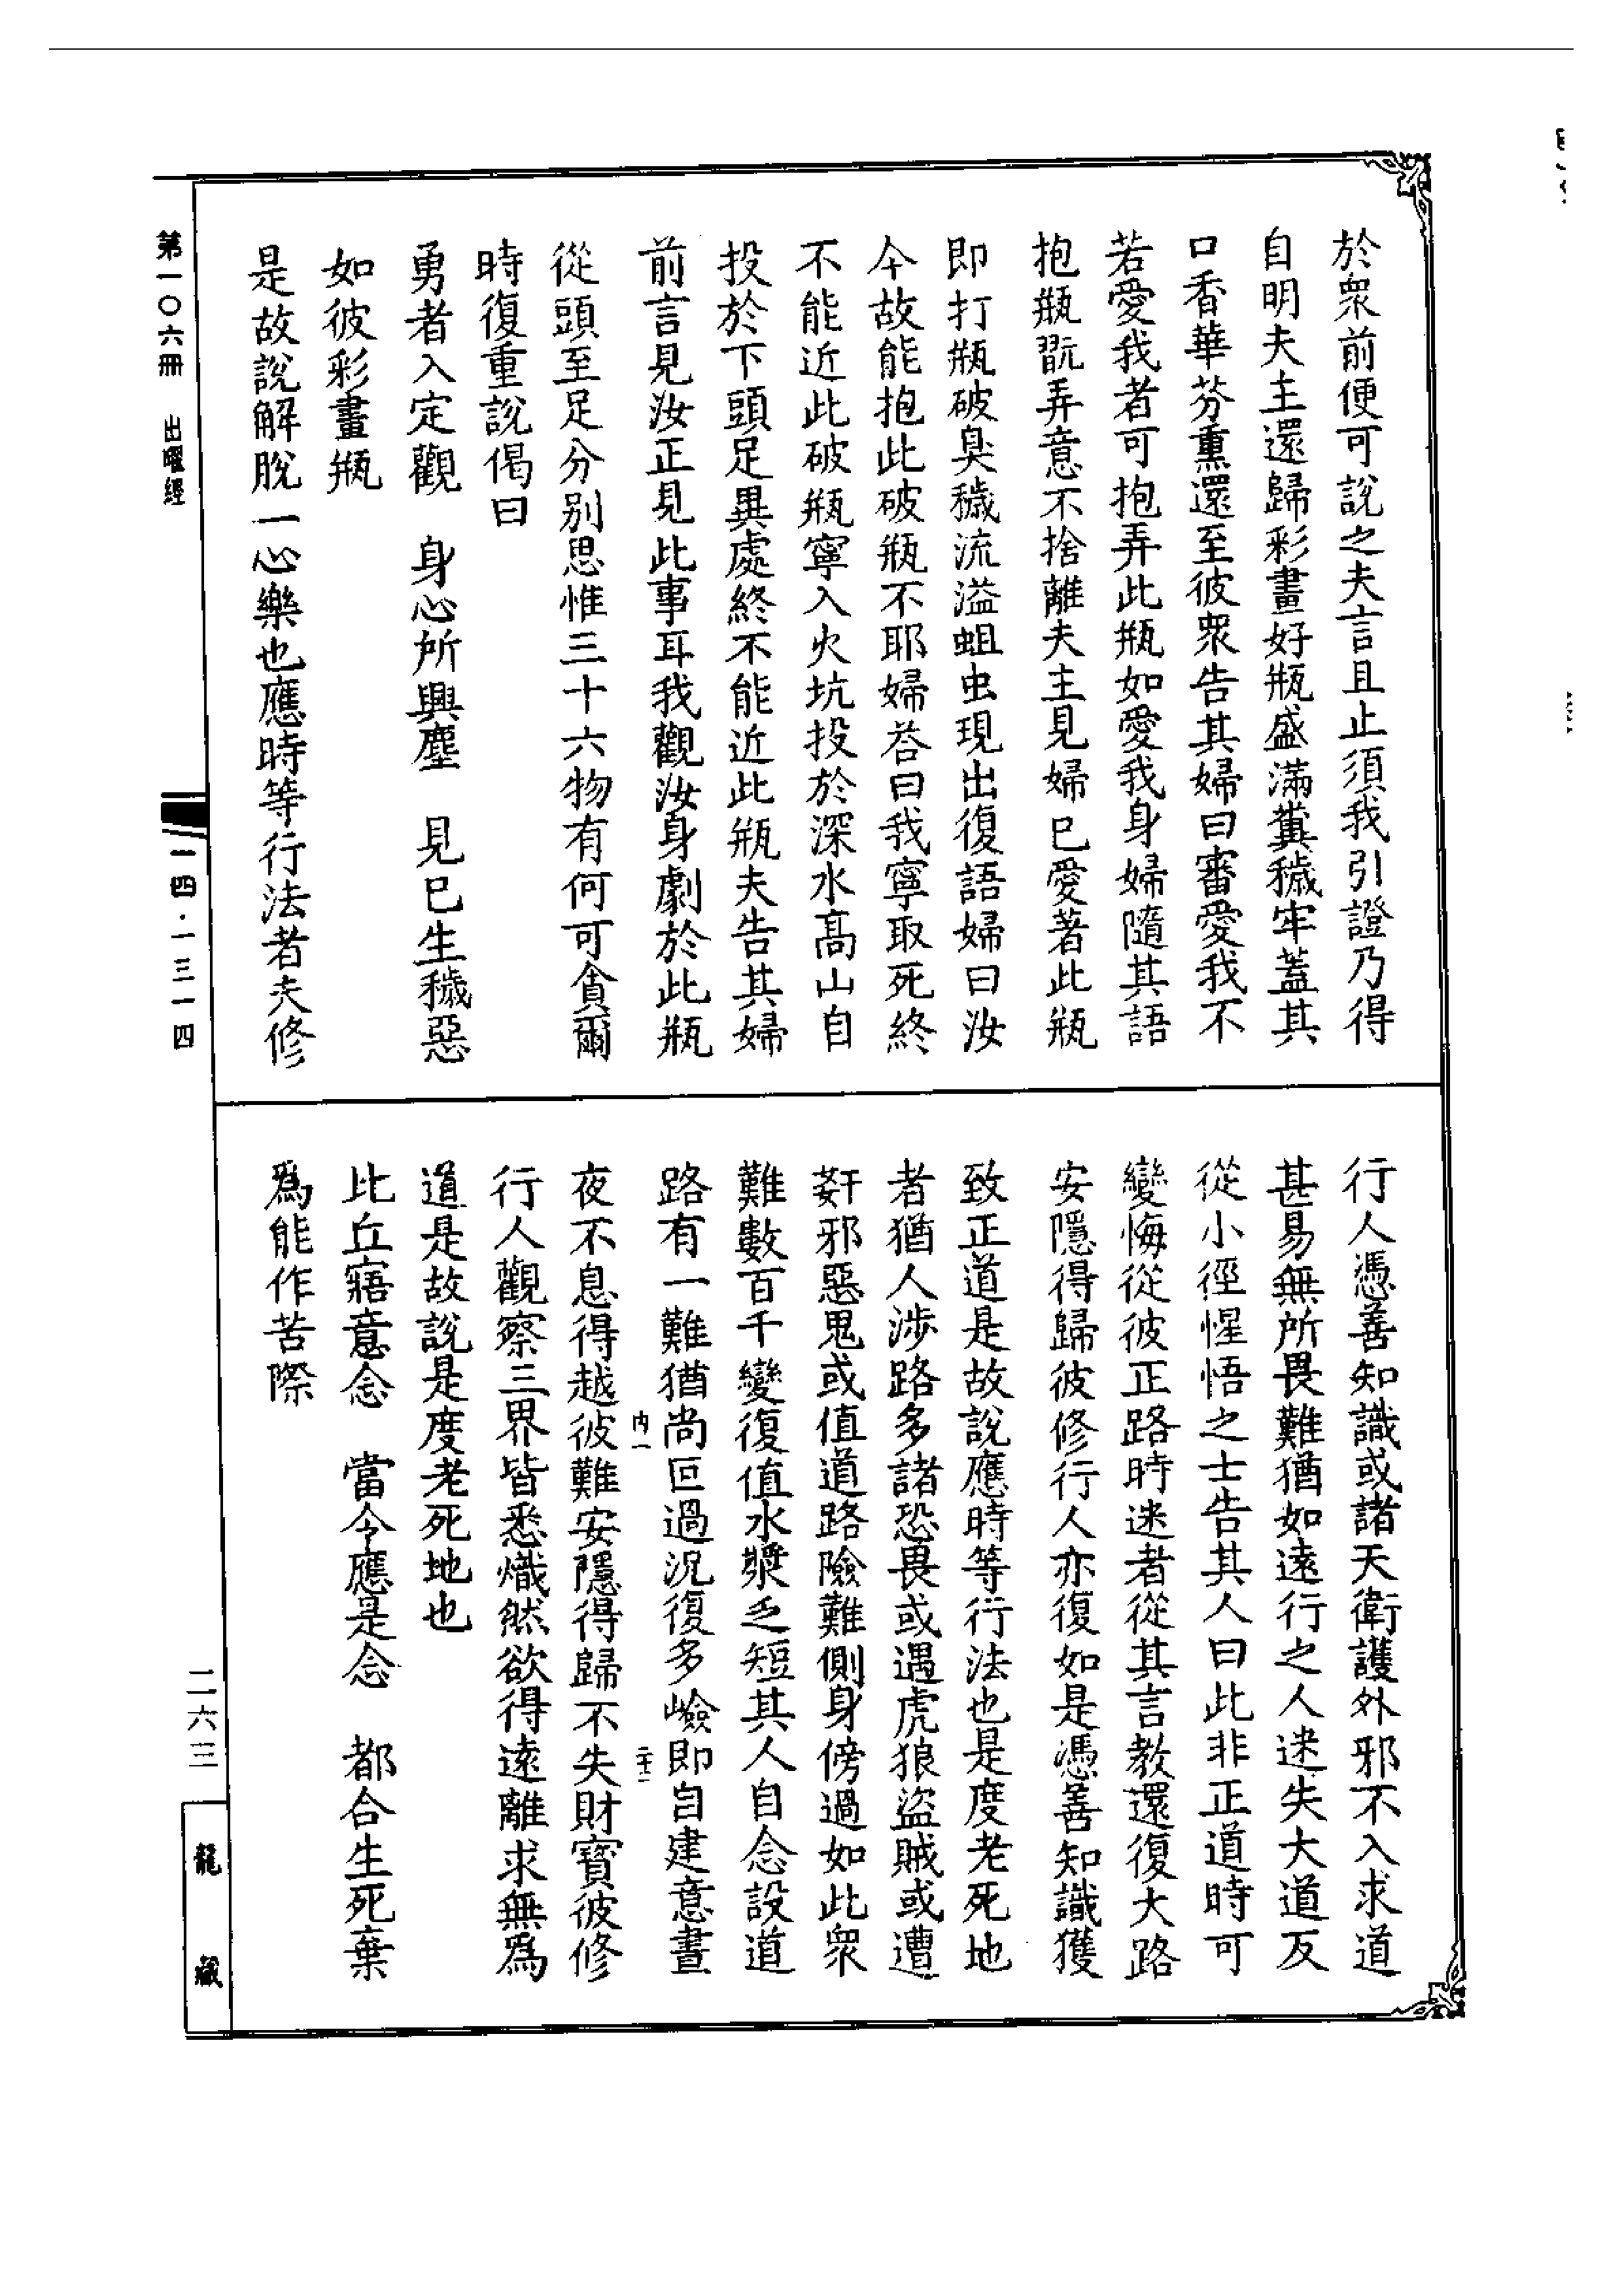 於衆前便可說之夫言且止須我引證乃得
自明夫主還歸彩畫好瓶盛滿糞穢牢蓋其
口香華芬熏還至彼衆告其婦曰審愛我不
若愛我者可抱弄此瓶如愛我身婦隨其語
抱瓶翫弄意不捨離夫主見婦已愛著此瓶
即打瓶破臭穢流溢蛆虫現出復語婦曰汝
今故能抱此破瓶不耶婦荅曰我寧取死終
不能近此破瓶寧入火坑投於深水高山自
投於下頭足異處終不能近此瓶夫告其婦
前言見汝正見此事耳我觀汝身劇於此瓶
從頭至足分別思惟三十六物有何可貪爾
時復重說偈曰
勇者入定觀　身心所興塵　見已生穢惡
如彼彩畫瓶
是故說解脫一心樂也應時等行法者夫修
行人憑善知識或諸天衛護外邪不入求道
甚易無所畏難猶如遠行之人迷失大道反
從小徑惺悟之士告其人曰此非正道時可
變悔從彼正路時迷者從其言教還復大路
安隱得歸彼修行人亦復如是憑善知識獲
致正道是故說應時等行法也是度老死地
者猶人涉路多諸恐畏或遇虎狼盜賊或遭
姧邪惡鬼或值道路險難側身傍過如此衆
難數百千變復值水漿乏短其人自念設道
路有一難猶尚叵過況復多嶮即自建意晝
内一
二十二
夜不息得越彼難安隱得歸不失財寶彼修
行人觀察三界皆悉熾然欲得遠離求無爲
道是故說是度老死地也
比丘寤意念　當令應是念　都合生死棄
爲能作苦際
第一〇六冊　出曜經
一四．一三一四
二六三
龍藏